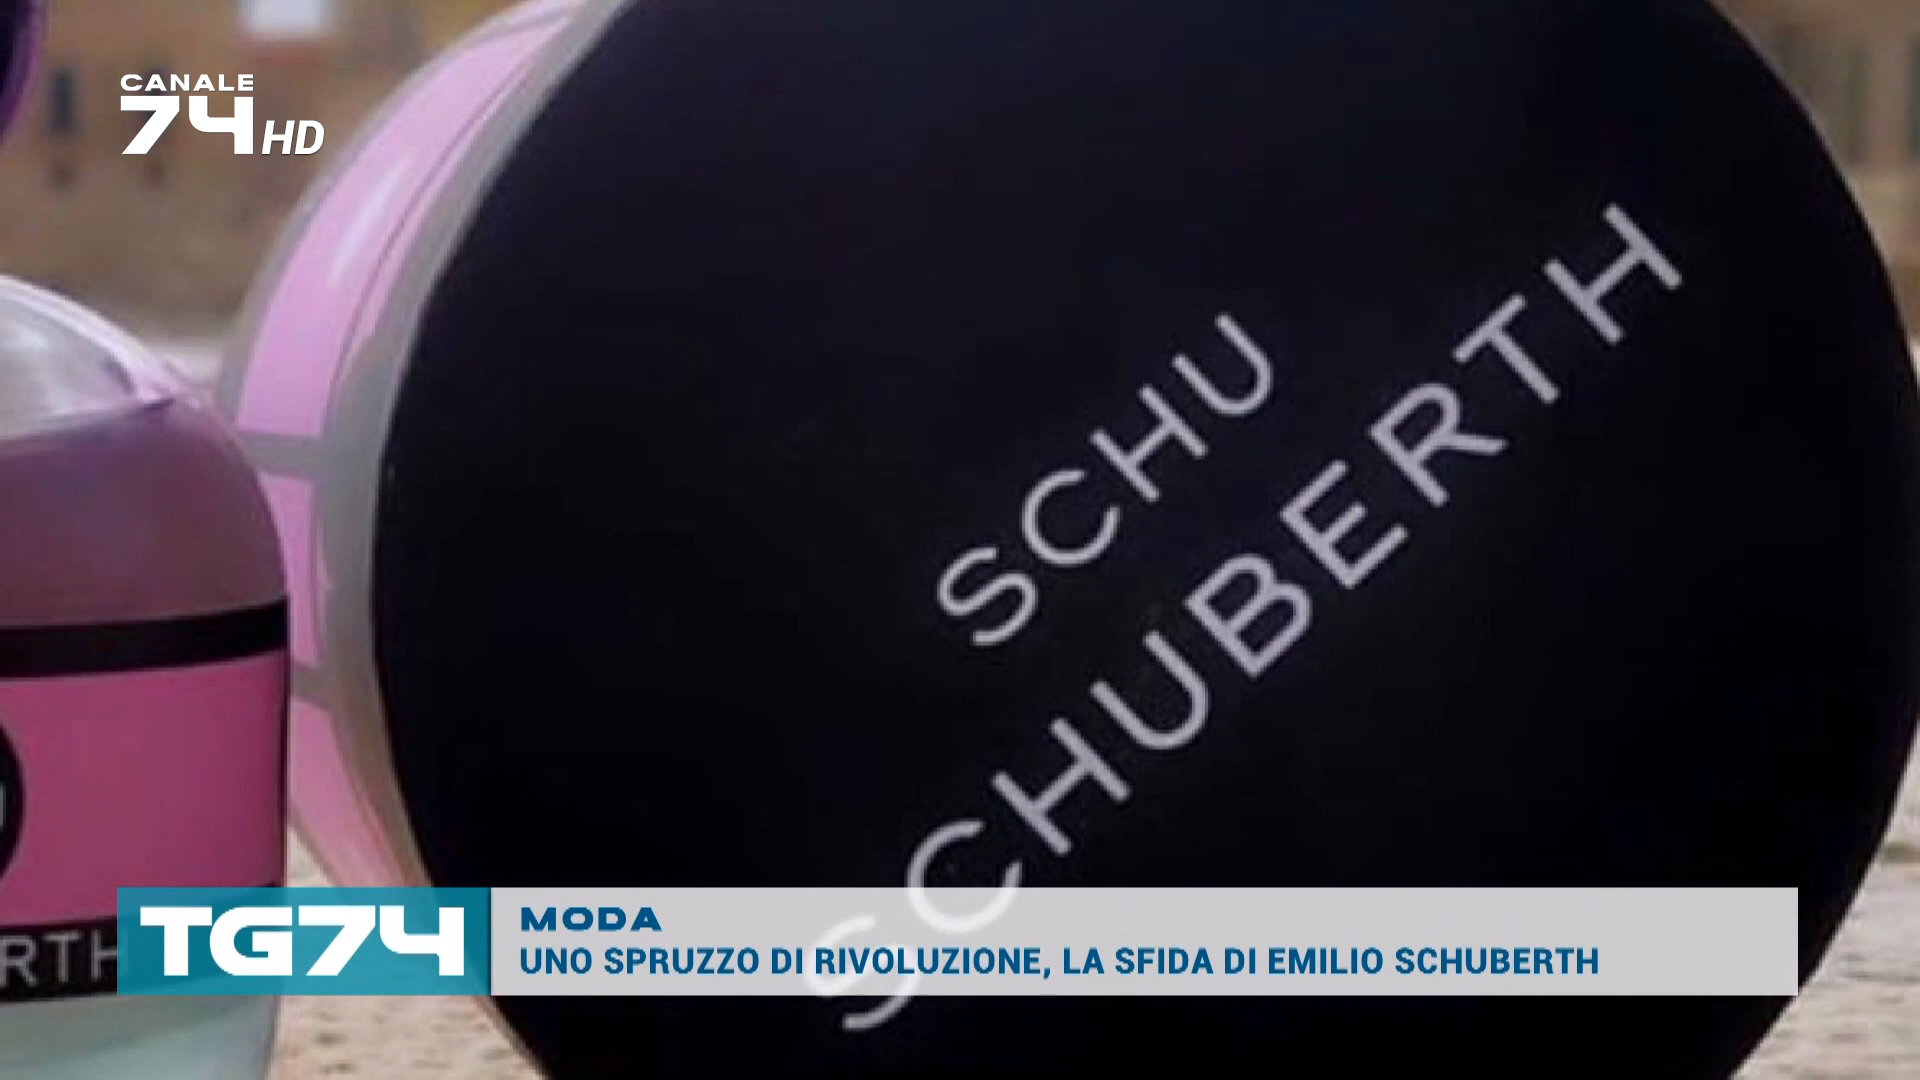 CANALE
74 HD
SCHU
SCHUBERTH
RTH
TG74
MODA
UNO SPRUZZO DI RIVOLUZIONE, LA SFIDA DI EMILIO SCHUBERTH